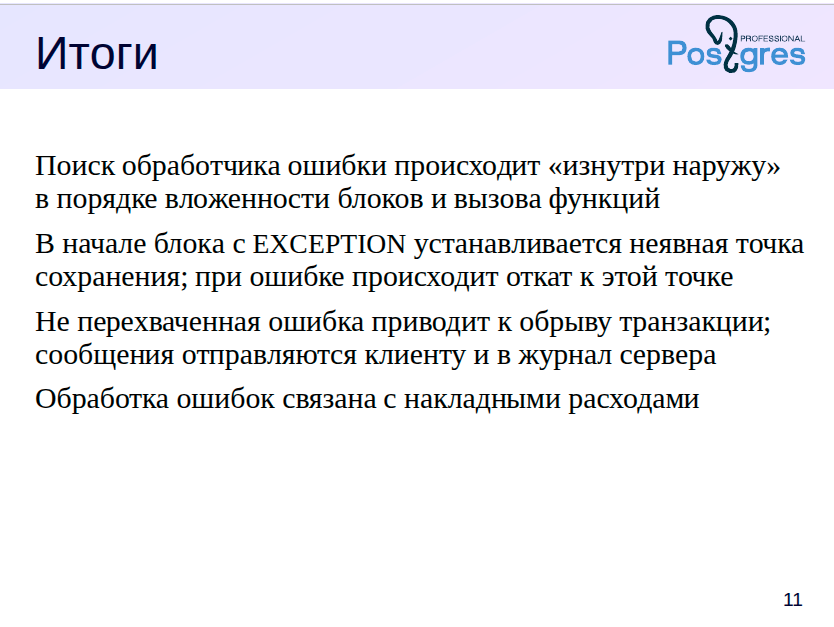 Итоги
PROFESSIONAL
Postgres
Поиск обработчика ошибки происходит «изнутри наружу»
в порядке вложенности блоков и вызова функций
В начале блока с EXCEPTION устанавливается неявная точка
сохранения; при ошибке происходит откат к этой точке
Не перехваченная ошибка приводит к обрыву транзакции;
сообщения отправляются клиенту и в журнал сервера
Обработка ошибок связана с накладными расходами
11